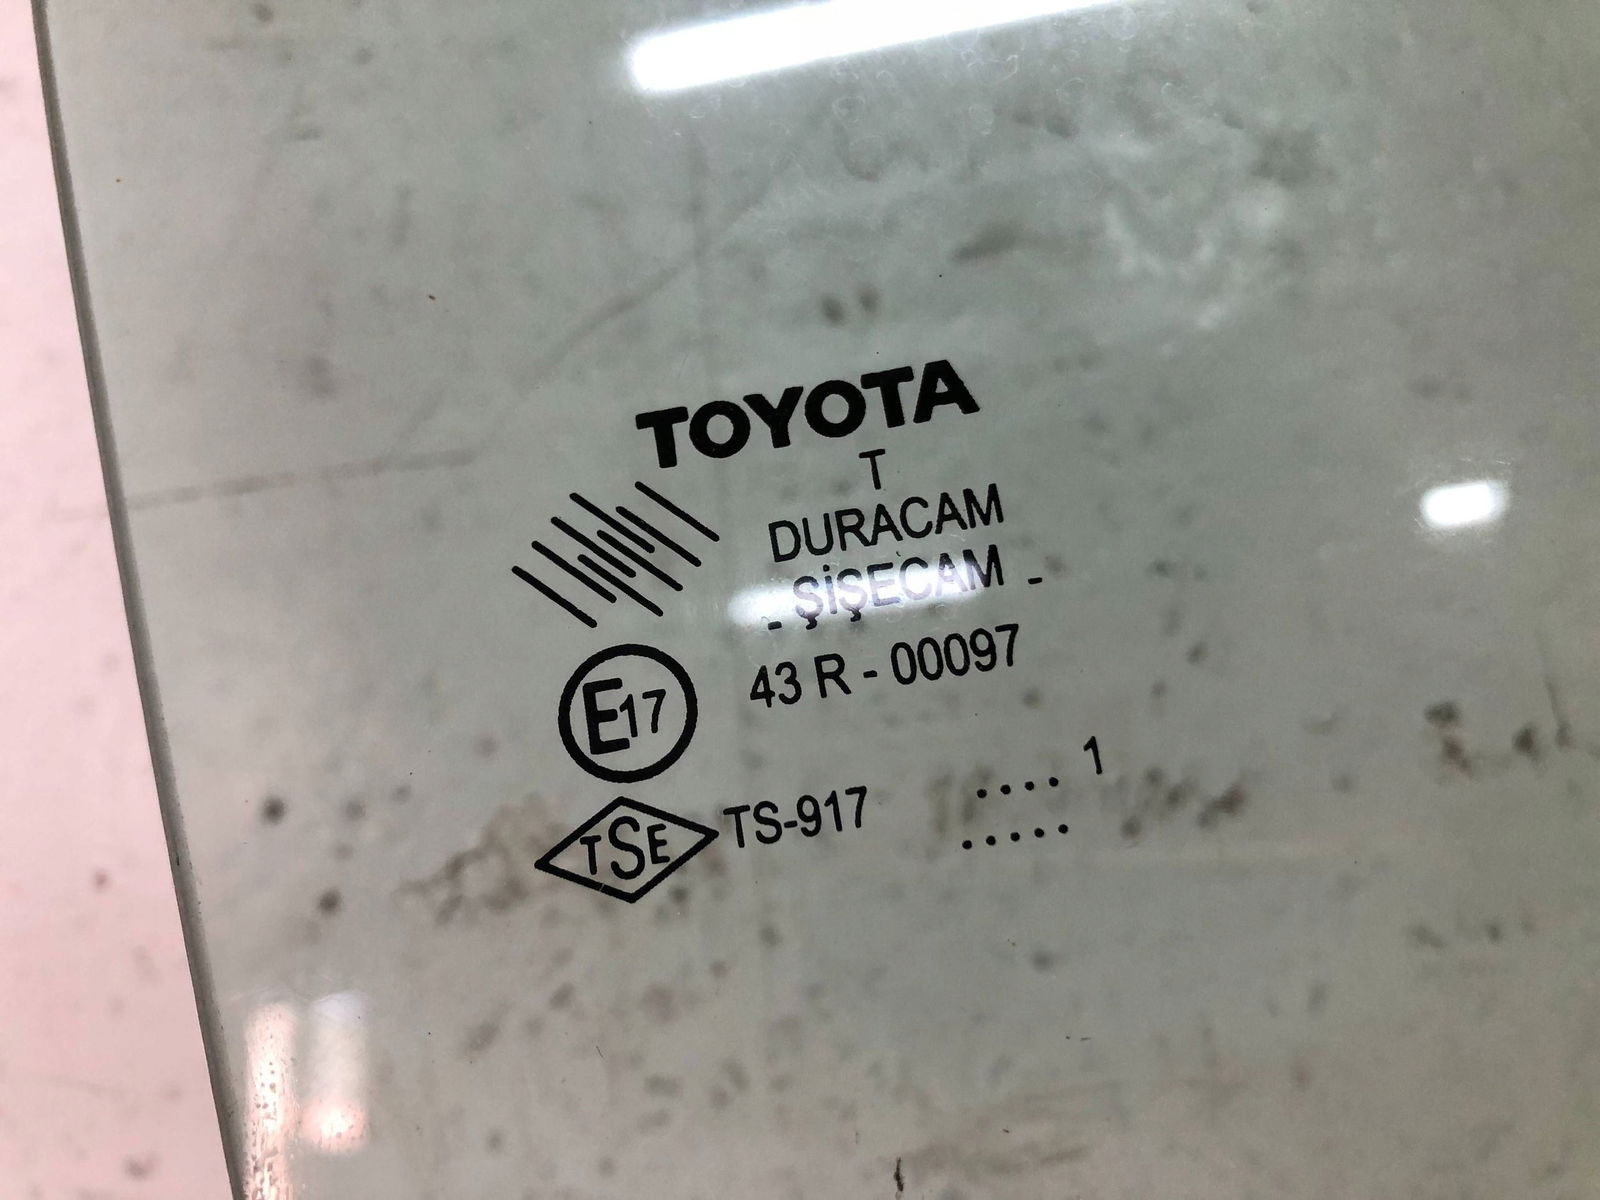 TOYOTA
T
DURACAM
- ŞİŞECAM -
E17
43 R - 00097
TSE
TS-917
.... 1
.....